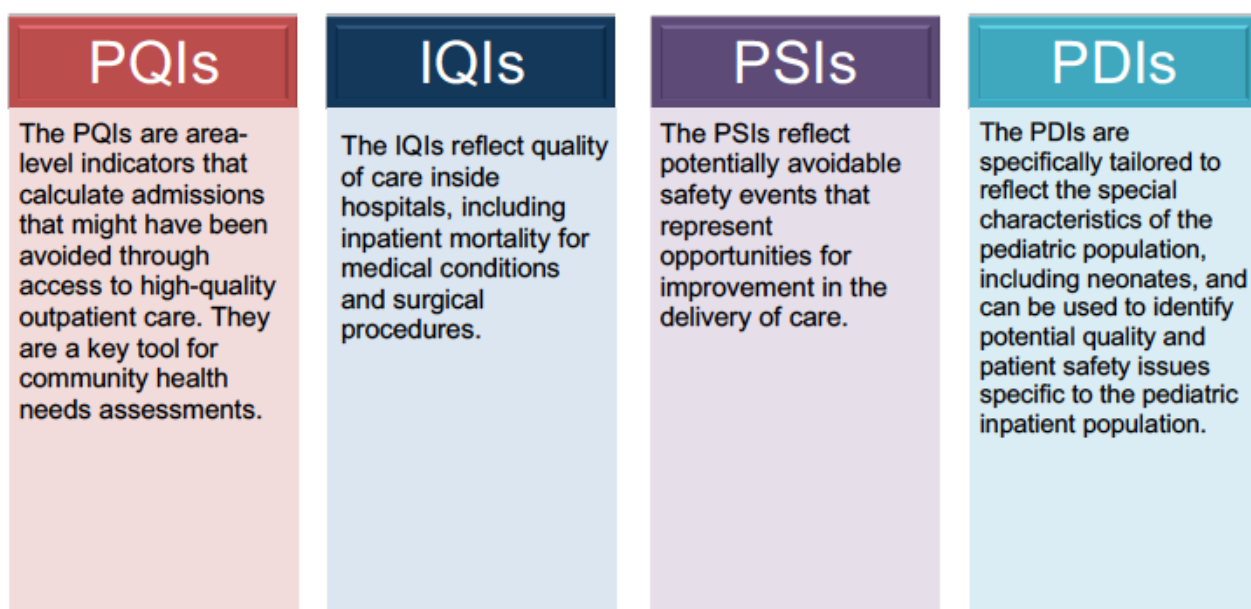 PQIs
The PQIs are area-
level indicators that
calculate admissions
that might have been
avoided through
access to high-quality
outpatient care. They
are a key tool for
community health
needs assessments.
IQIs
The IQIs reflect quality
of care inside
hospitals, including
inpatient mortality for
medical conditions
and surgical
procedures.
PSIs
The PSIs reflect
potentially avoidable
safety events that
represent
opportunities for
improvement in the
delivery of care.
PDIs
The PDIs are
specifically tailored to
reflect the special
characteristics of the
pediatric population,
including neonates, and
can be used to identify
potential quality and
patient safety issues
specific to the pediatric
inpatient population.